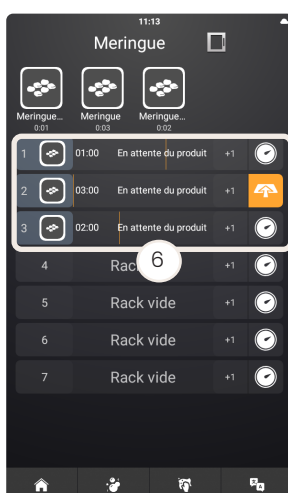 11:13
Meringue
Meringue... Meringue Meringue...
0:01 0:03 0:02
1 01:00 En attente du produit +1
2 03:00 En attente du produit +1
3 02:00 En attente du produit +1
6
4 +1
5 Rack vide +1
6 Rack vide +1
7 Rack vide +1